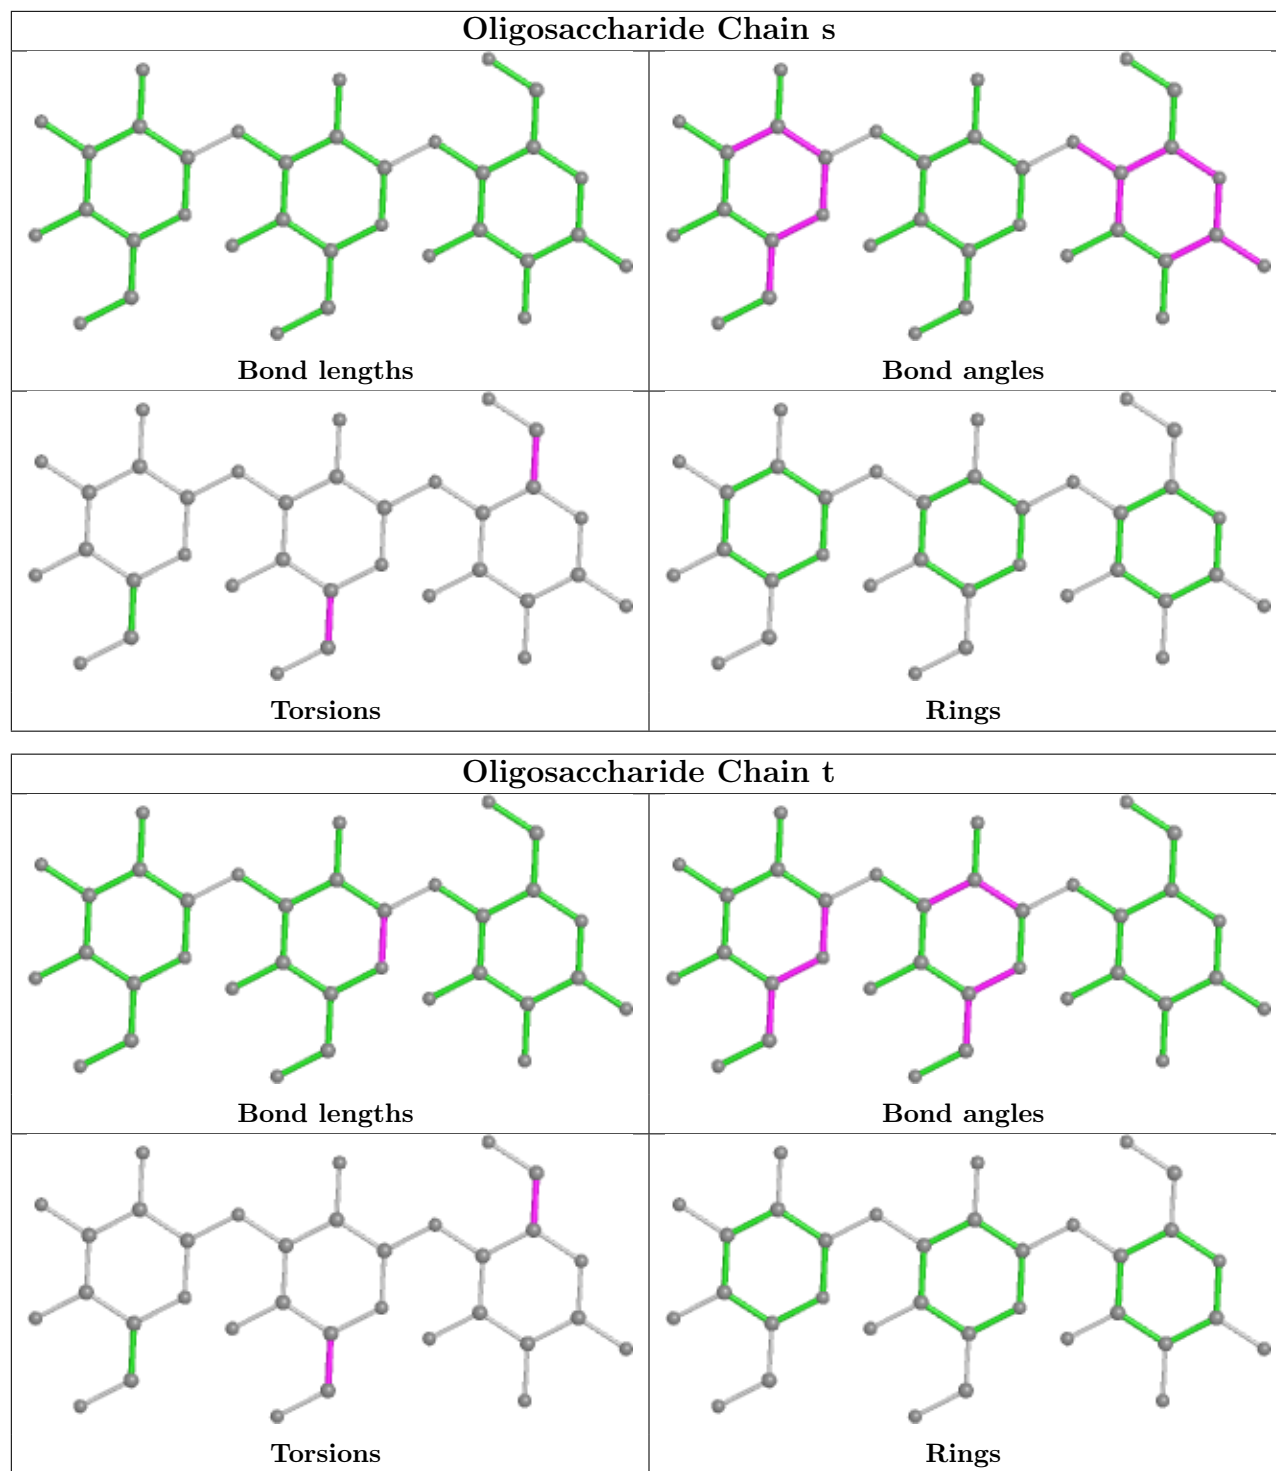 Oligosaccharide Chain s
Bond lengths
Bond angles
Torsions
Rings
Oligosaccharide Chain t
Bond lengths
Bond angles
Torsions
Rings